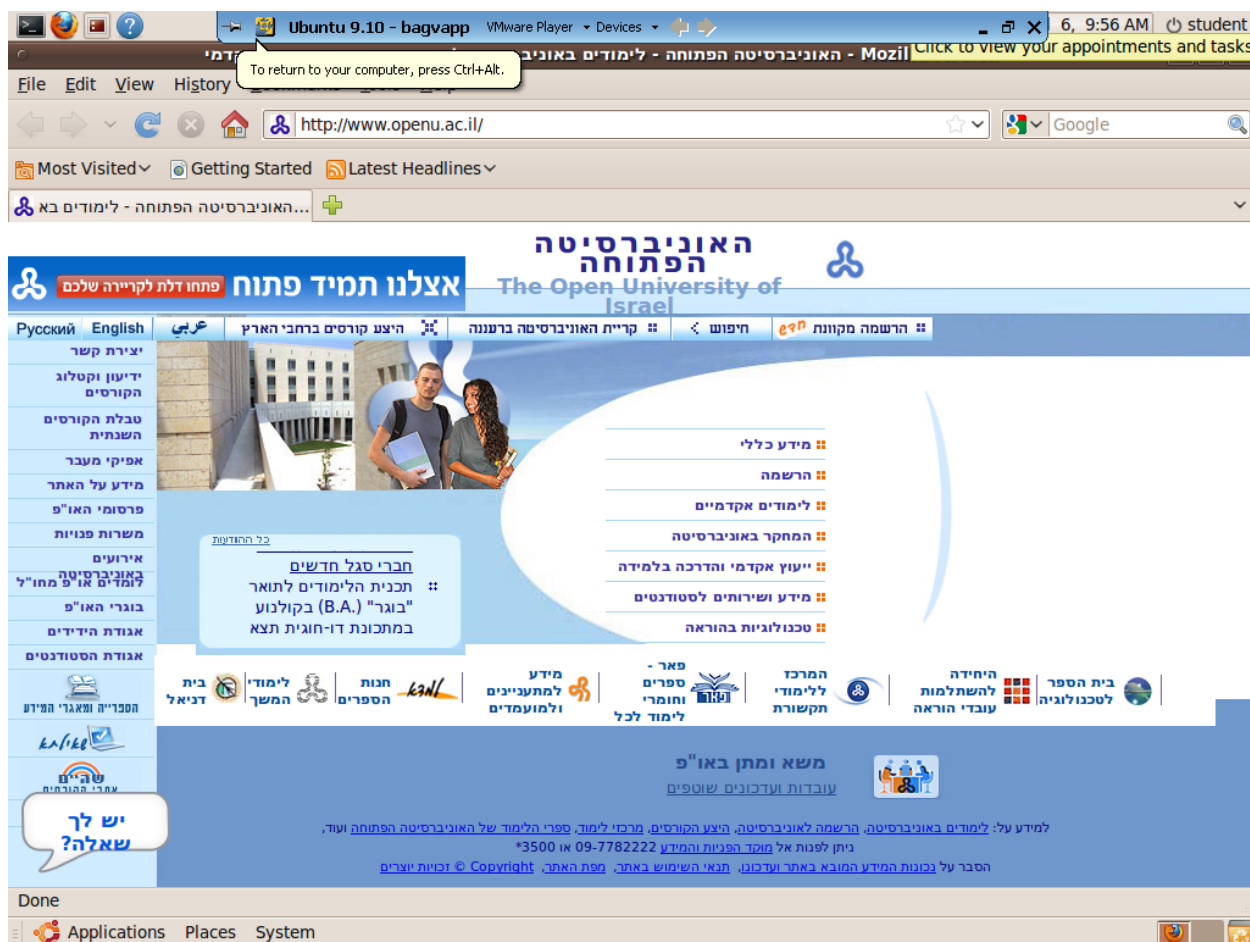 Ubuntu 9.10 – bagvapp VMware Player Devices
6, 9:56 AM student
האוניברסיטה הפתוחה - לימודים באוניב
דמי
- Mozil
Click to view your appointments and tasks
To return to your computer, press Ctrl+Alt.
File Edit View History
http://www.openu.ac.il/
Google
Most Visited Getting Started Latest Headlines
האוניברסיטה הפתוחה - לימודים בא...
האוניברסיטה
הפתוחה
The Open University of
Israel
אצלנו תמיד פתוח פתחו דלת לקריירה שלכם
הרשמה מקוונת חדש
חיפוש
קריית האוניברסיטה ברעננה
היצע קורסים ברחבי הארץ
عربي
English
Русский
יצירת קשר
ידיעון וקטלוג
הקורסים
טבלת הקורסים
השנתית
אפיקי מעבר
מידע על האתר
פרסומי האו"פ
משרות פנויות
אירועים
באוניברסיטה
לומדים או"פ מחו"ל
בוגרי האו"פ
אגודת הידידים
אגודת הסטודנטים
הספרייה ומאגרי המידע
שאילתא
שהיים
יש לך
שאלה?
מידע כללי
הרשמה
לימודים אקדמיים
המחקר באוניברסיטה
ייעוץ אקדמי והדרכה בלמידה
מידע ושירותים לסטודנטים
טכנולוגיות בהוראה
כל ההודעות
חברי סגל חדשים
תכנית הלימודים לתואר
"בוגר" (B.A.) בקולנוע
במתכונת דו-חוגית תצא
בית הספר
לטכנולוגיה
היחידה
להשתלמות
עובדי הוראה
המרכז
ללימודי
תקשורת
פאר -
ספרים
וחומרי
לימוד לכל
מידע
למתעניינים
ולמועמדים
למדא
חנות
הספרים
לימודי
המשך
בית
דניאל
משא ומתן באו"פ
עובדות ועדכונים שוטפים
למידע על: לימודים באוניברסיטה, הרשמה לאוניברסיטה, היצע הקורסים, מרכזי לימוד, ספרי הלימוד של האוניברסיטה הפתוחה ועוד,
ניתן לפנות אל מוקד הפניות והמידע 09-7782222 או 3500*
הסבר על נכונות המידע המובא באתר ועדכונו, תנאי השימוש באתר, מפת האתר, Copyright © זכויות יוצרים
Done
Applications Places System